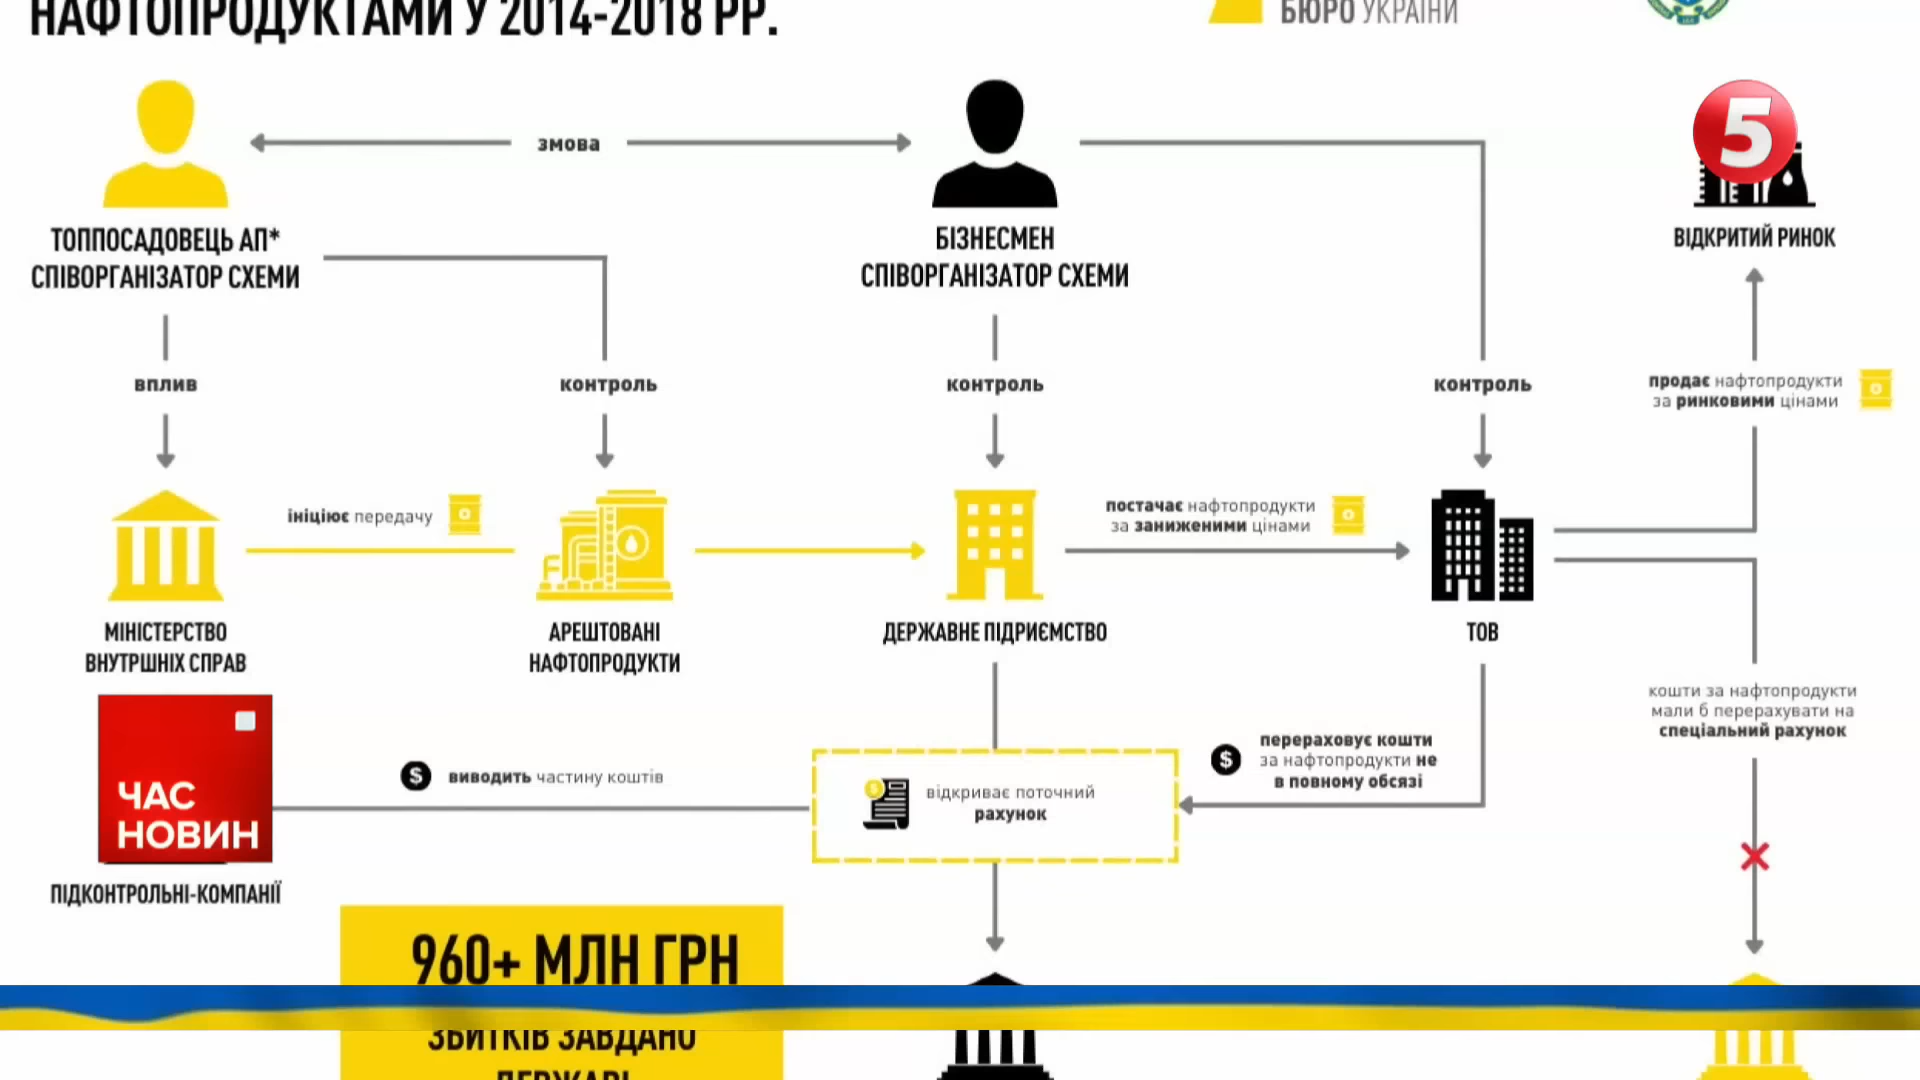 НАФТОПРОДУКТАМИ У 2014-2018 РР.
БЮРО УКРАЇНИ
5
змова
ТОППОСАДОВЕЦЬ АП*
СПІВОРГАНІЗАТОР СХЕМИ
БІЗНЕСМЕН
СПІВОРГАНІЗАТОР СХЕМИ
ВІДКРИТИЙ РИНОК
вплив
контроль
контроль
контроль
продає нафтопродукти
за ринковими цінами
ініціює передачу
постачає нафтопродукти
за заниженими цінами
МІНІСТЕРСТВО
ВНУТРШНІХ СПРАВ
АРЕШТОВАНІ
НАФТОПРОДУКТИ
ДЕРЖАВНЕ ПІДРИЄМСТВО
ТОВ
кошти за нафтопродукти
мали б перерахувати на
спеціальний рахунок
$ перераховує кошти
за нафтопродукти не
в повному обсязі
$ виводить частину коштів
відкриває поточний
рахунок
ЧАС
НОВИН
ПІДКОНТРОЛЬНІ-КОМПАНІЇ
960+ МЛН ГРН
ЗБИТКІВ ЗАВДАНО
ДЕРЖАВІ